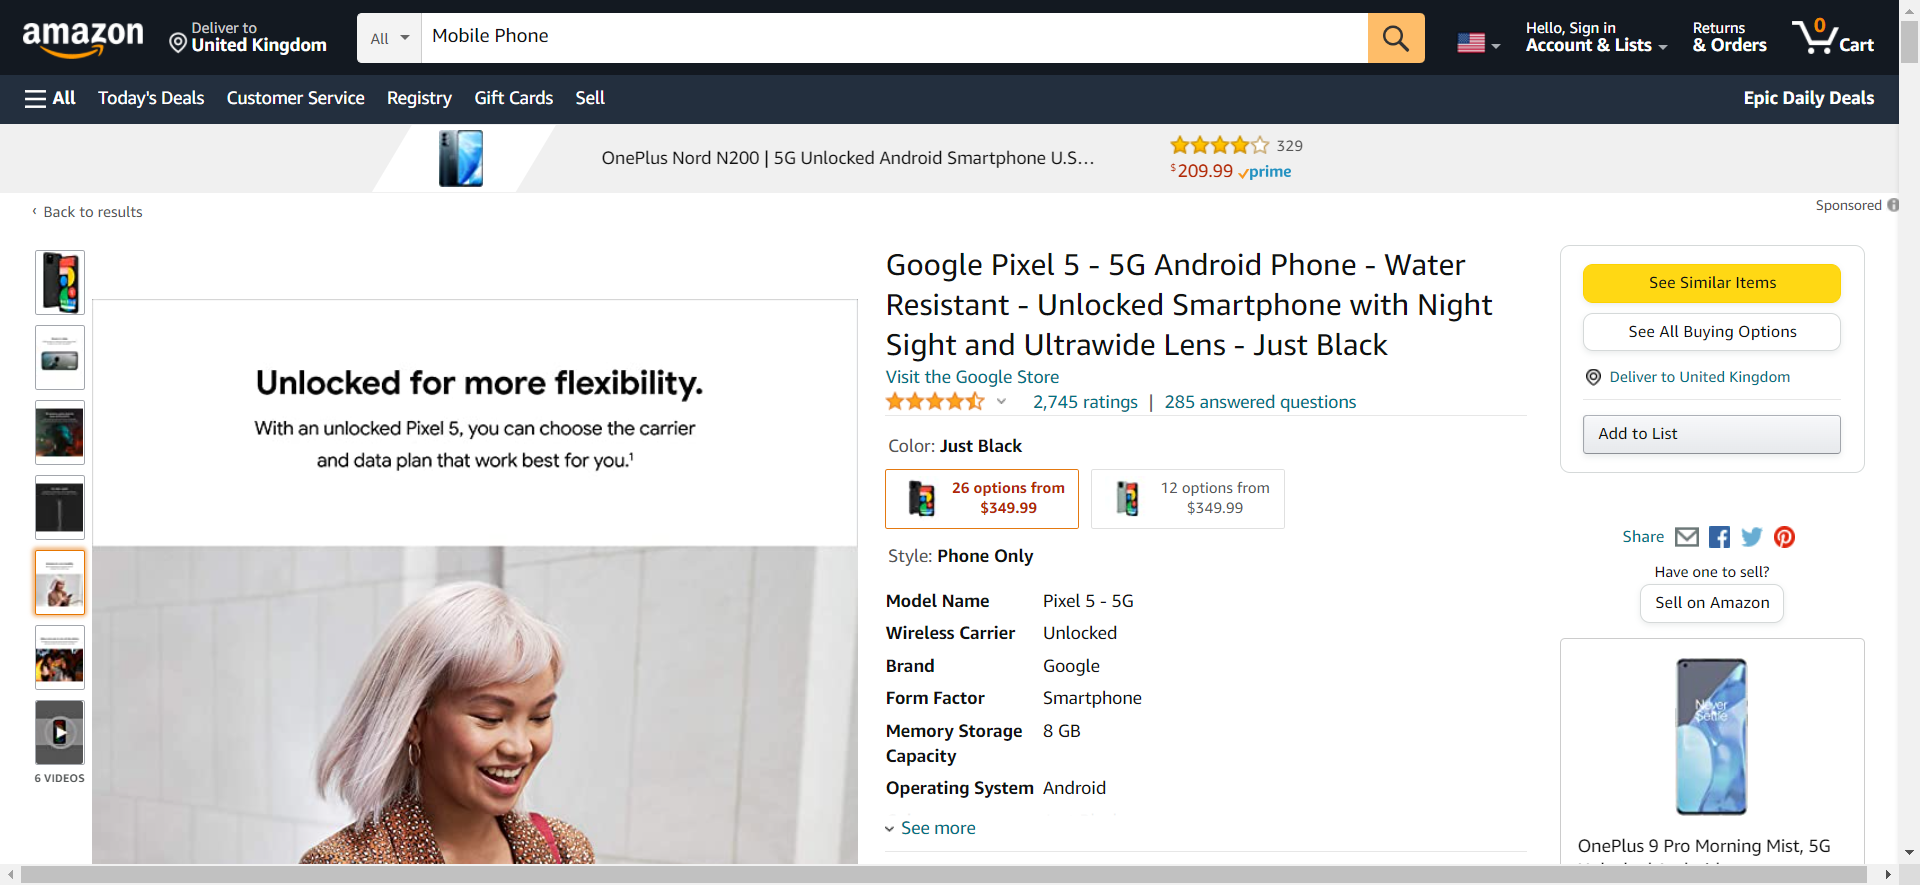 amazon
Deliver to
United Kingdom
All
Mobile Phone
Hello, Sign in
Account & Lists
Returns
& Orders
0
Cart
All
Today's Deals
Customer Service
Registry
Gift Cards
Sell
Epic Daily Deals
OnePlus Nord N200 | 5G Unlocked Android Smartphone U.S...
329
$209.99 prime
‹ Back to results
Sponsored
6 VIDEOS
Unlocked for more flexibility.
With an unlocked Pixel 5, you can choose the carrier
and data plan that work best for you.¹
Google Pixel 5 - 5G Android Phone - Water
Resistant - Unlocked Smartphone with Night
Sight and Ultrawide Lens - Just Black
Visit the Google Store
2,745 ratings | 285 answered questions
Color: Just Black
26 options from
$349.99
12 options from
$349.99
Style: Phone Only
Model Name Pixel 5 - 5G
Wireless Carrier Unlocked
Brand Google
Form Factor Smartphone
Memory Storage 8 GB
Capacity
Operating System Android
See more
See Similar Items
See All Buying Options
Deliver to United Kingdom
Add to List
Share
Have one to sell?
Sell on Amazon
Never
Settle
OnePlus 9 Pro Morning Mist, 5G